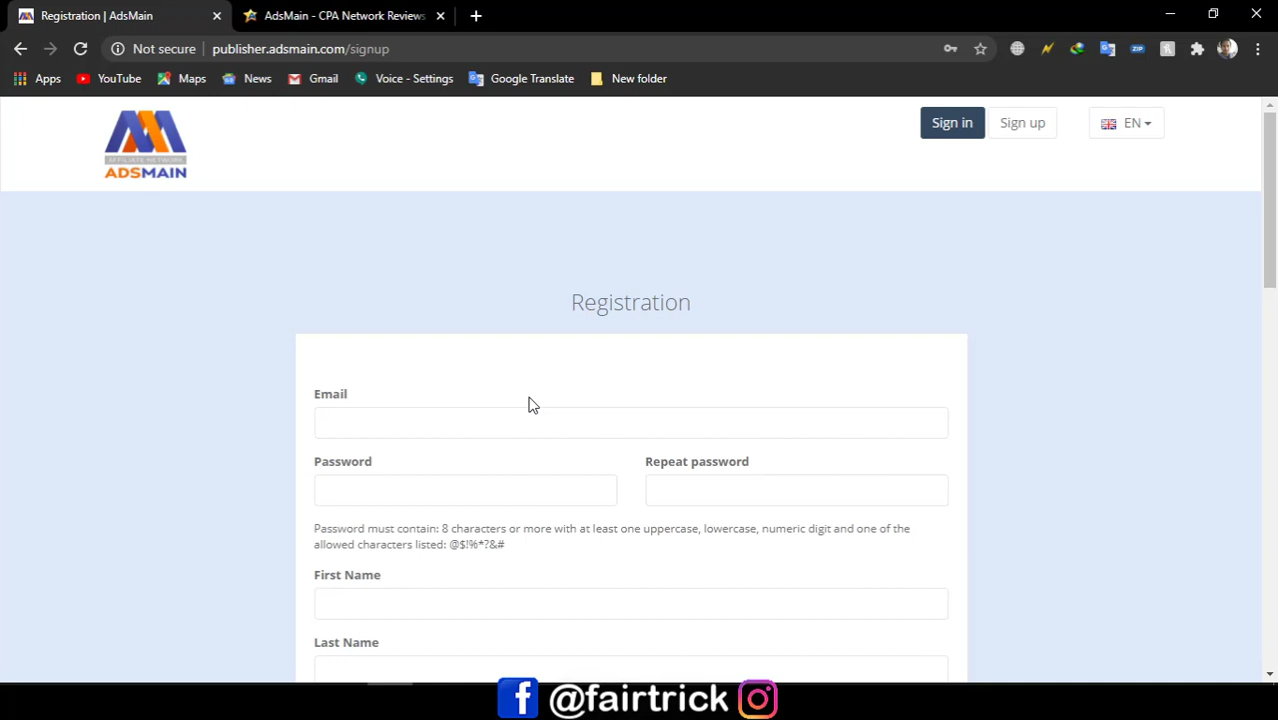 Registration | AdsMain
AdsMain - CPA Network Reviews
Not secure publisher.adsmain.com/signup
Apps YouTube Maps News Gmail Voice - Settings Google Translate New folder
AFFILIATE NETWORK
ADSMAIN
Sign in Sign up EN
Registration
Email
Password Repeat password
Password must contain: 8 characters or more with at least one uppercase, lowercase, numeric digit and one of the
allowed characters listed: @$!%*?&#
First Name
Last Name
@fairtrick